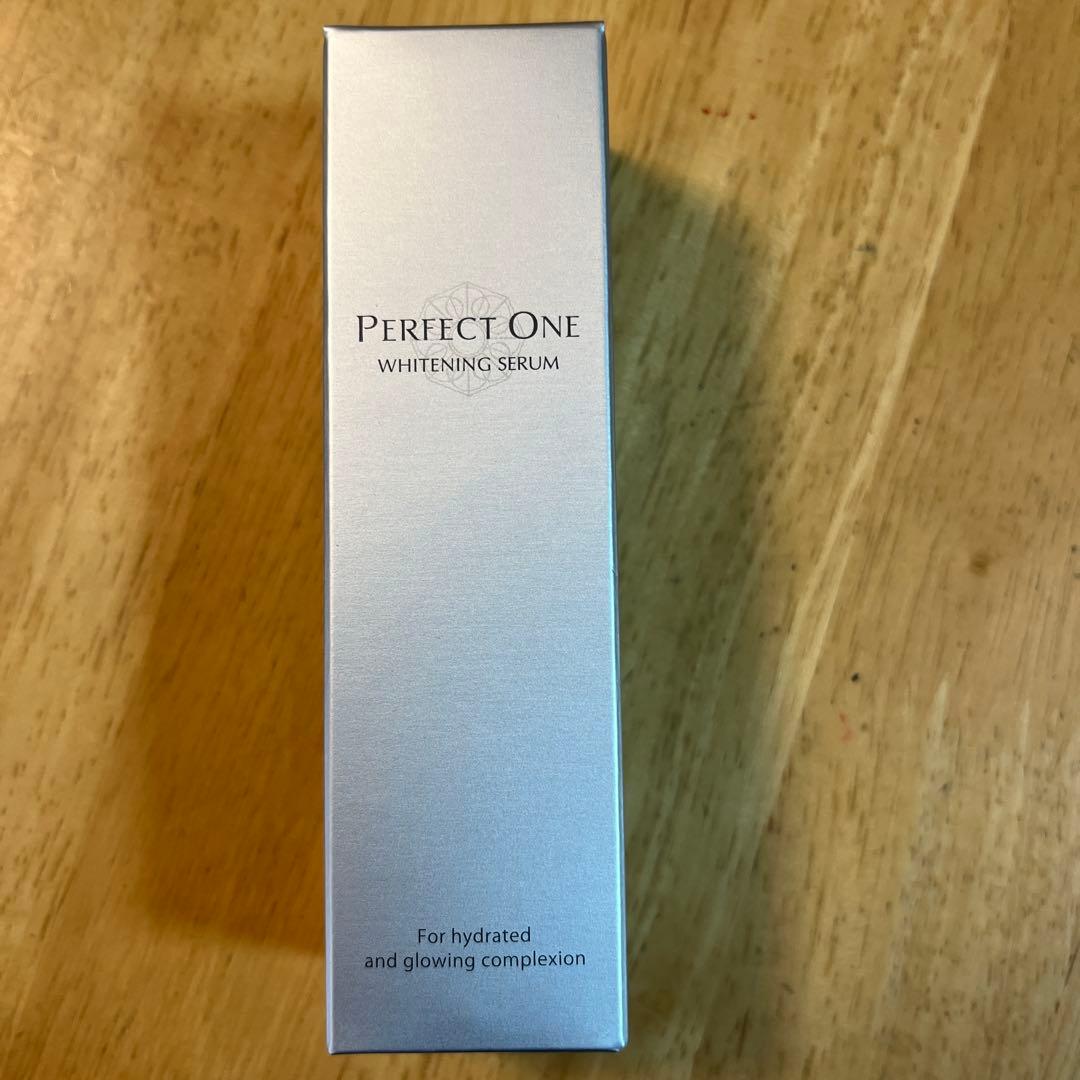 PERFECT ONE
WHITENING SERUM
For hydrated
and glowing complexion